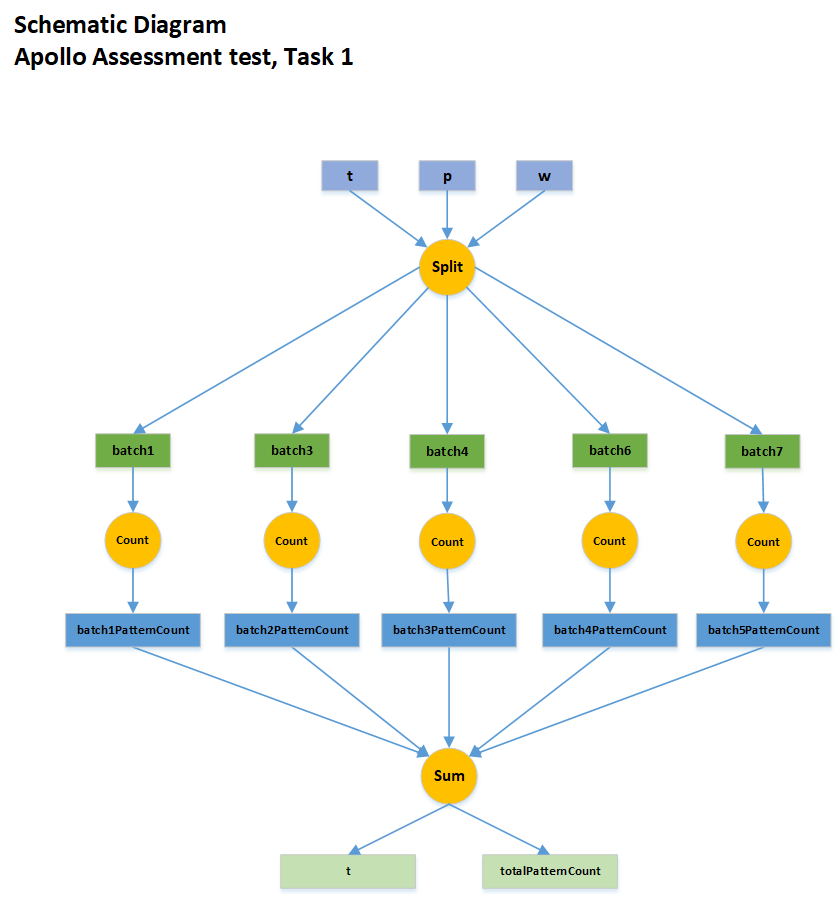 Schematic Diagram
Apollo Assessment test, Task 1
t
p
w
Split
batch1
batch3
batch4
batch6
batch7
Count
Count
Count
Count
Count
batch1PatternCount
batch2PatternCount
batch3PatternCount
batch4PatternCount
batch5PatternCount
Sum
t
totalPatternCount